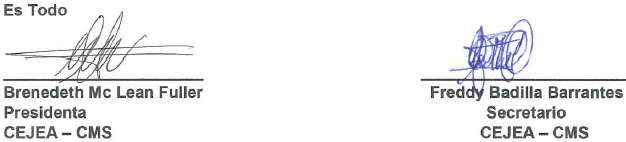 Es Todo
Brenedeth Mc Lean Fuller
Presidenta
CEJEA – CMS
Freddy Badilla Barrantes
Secretario
CEJEA – CMS